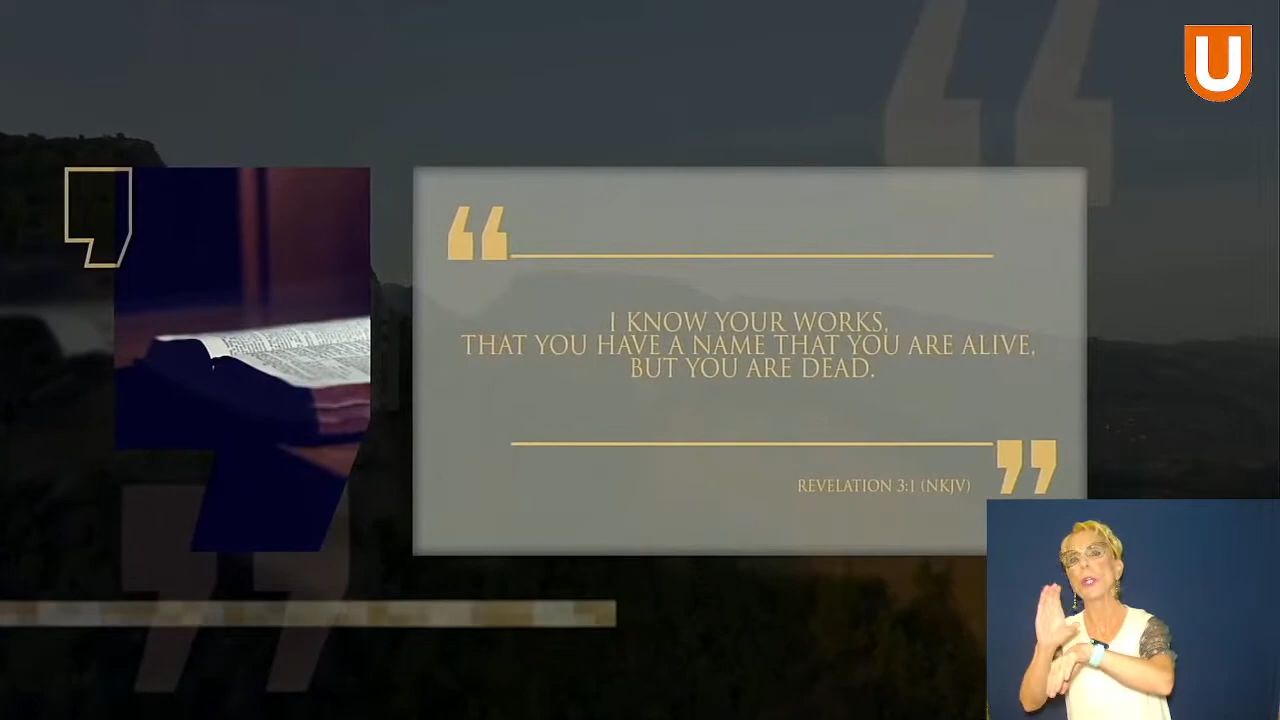 U
“
I KNOW YOUR WORKS,
THAT YOU HAVE A NAME THAT YOU ARE ALIVE,
BUT YOU ARE DEAD.
”
REVELATION 3:1 (NKJV)